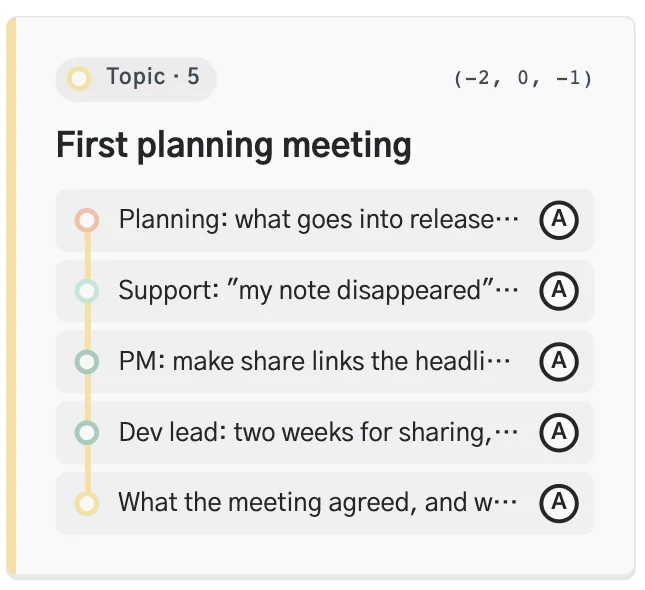 Topic · 5
(-2, 0, -1)
First planning meeting
Planning: what goes into release··· A
Support: "my note disappeared"··· A
PM: make share links the headli··· A
Dev lead: two weeks for sharing,··· A
What the meeting agreed, and w··· A